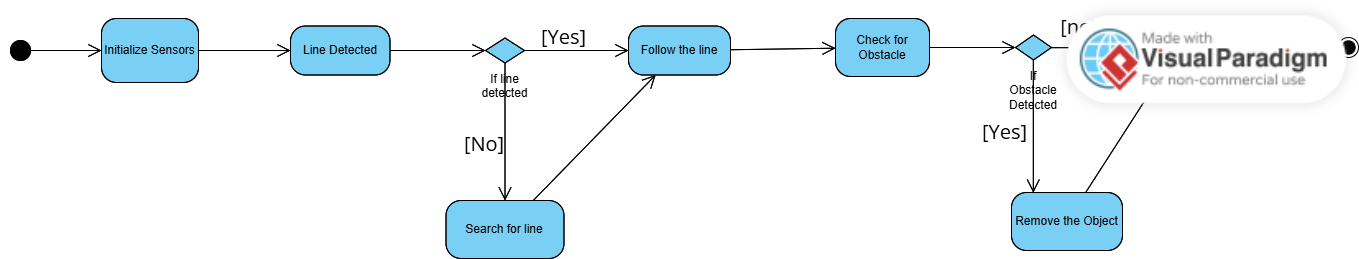 Initialize Sensors
Line Detected
If line
detected
[Yes]
[No]
Search for line
Follow the line
Check for
Obstacle
If
Obstacle
Detected
[Yes]
Remove the Object
Made with
Visual Paradigm
For non-commercial use